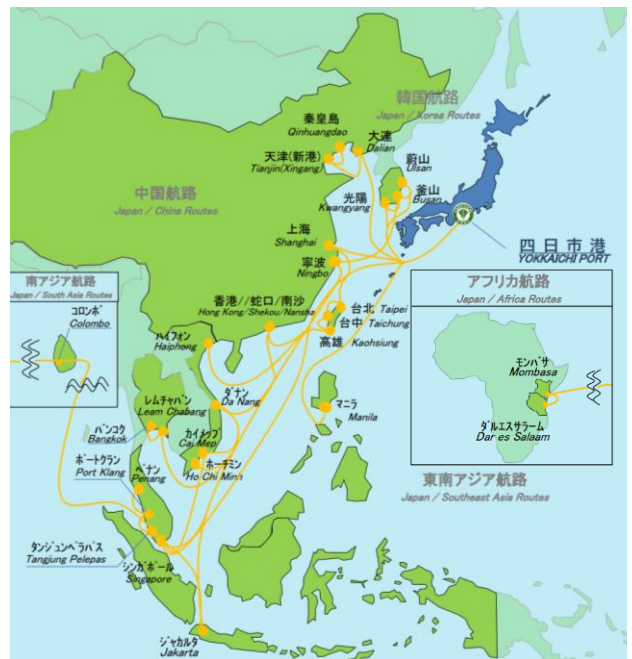 秦皇島
Qinhuangdao
大連
Dalian
韓国航路
Japan / Korea Routes
天津(新港)
Tianjin(Xingang)
蔚山
Ulsan
光陽
Kwangyang
釜山
Busan
中国航路
Japan / China Routes
上海
Shanghai
寧波
Ningbo
四日市港
YOKKAICHI PORT
南アジア航路
Japan / South Asia Routes
コロンボ
Colombo
香港//蛇口/南沙
Hong Kong/Shekou/Nansha
台北 Taipei
台中 Taichung
高雄 Kaohsiung
ハイフォン
Haiphong
アフリカ航路
Japan / Africa Routes
モンバサ
Mombasa
ダルエスサラーム
Dar es Salaam
レムチャバン
Leam Chabang
ダナン
Da Nang
マニラ
Manila
バンコク
Bangkok
カイメップ
Cai Mep
ホーチミン
Ho Chi Minh
ポートクラン
Port Klang
ペナン
Penang
東南アジア航路
Japan / Southeast Asia Routes
タンジュンペラパス
Tangjung Pelepas
シンガポール
Singapore
ジャカルタ
Jakarta